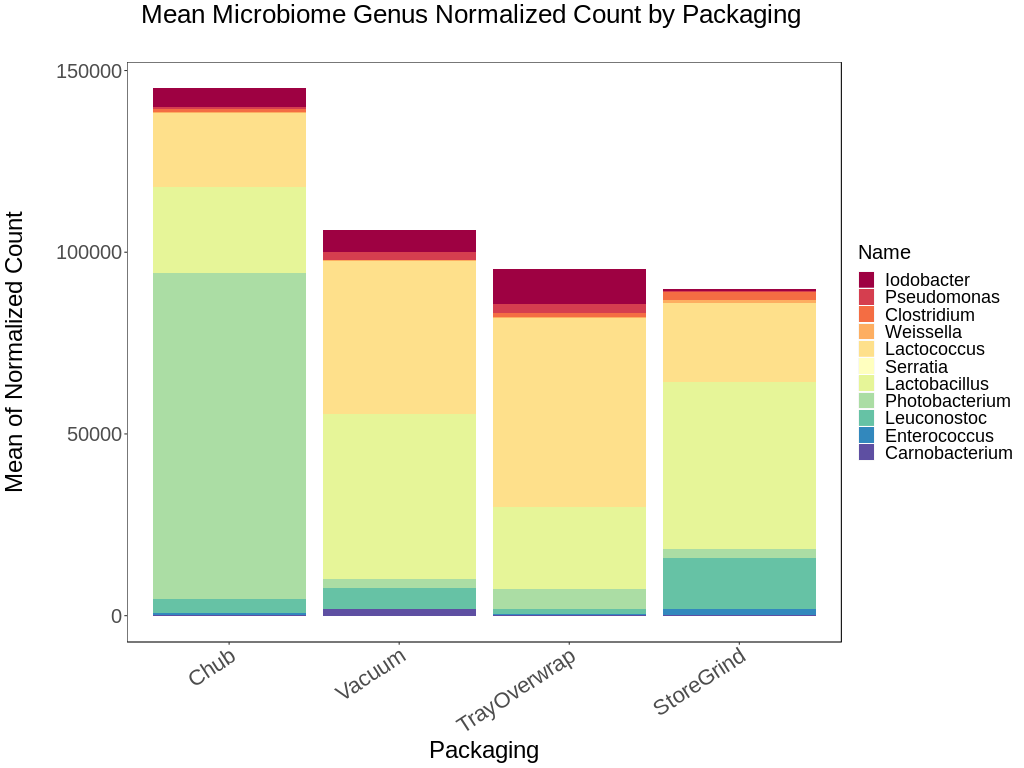 Mean Microbiome Genus Normalized Count by Packaging
Mean of Normalized Count
150000
100000
50000
0
Chub
Vacuum
TrayOverwrap
StoreGrind
Packaging
Name
Iodobacter
Pseudomonas
Clostridium
Weissella
Lactococcus
Serratia
Lactobacillus
Photobacterium
Leuconostoc
Enterococcus
Carnobacterium